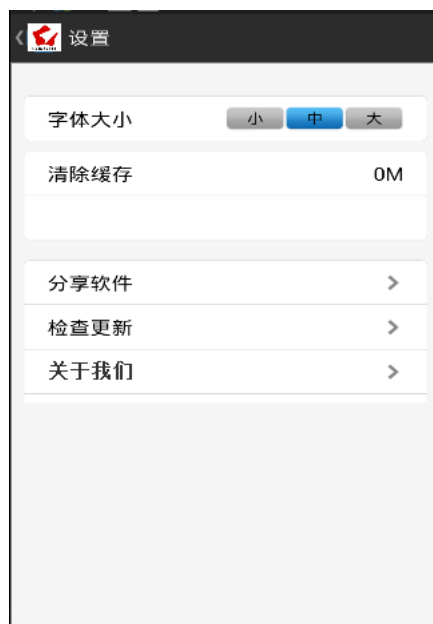 设置
字体大小 小 中 大
清除缓存 0M
分享软件
检查更新
关于我们